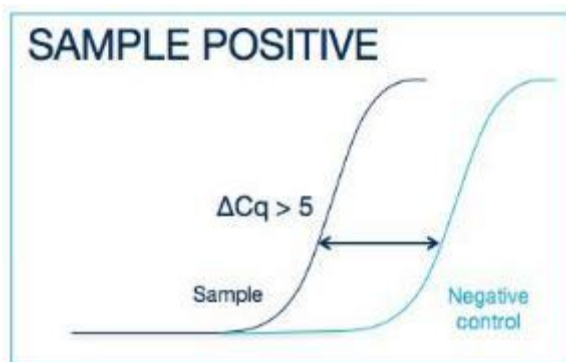 SAMPLE POSITIVE
ΔCq > 5
Sample
Negative
control